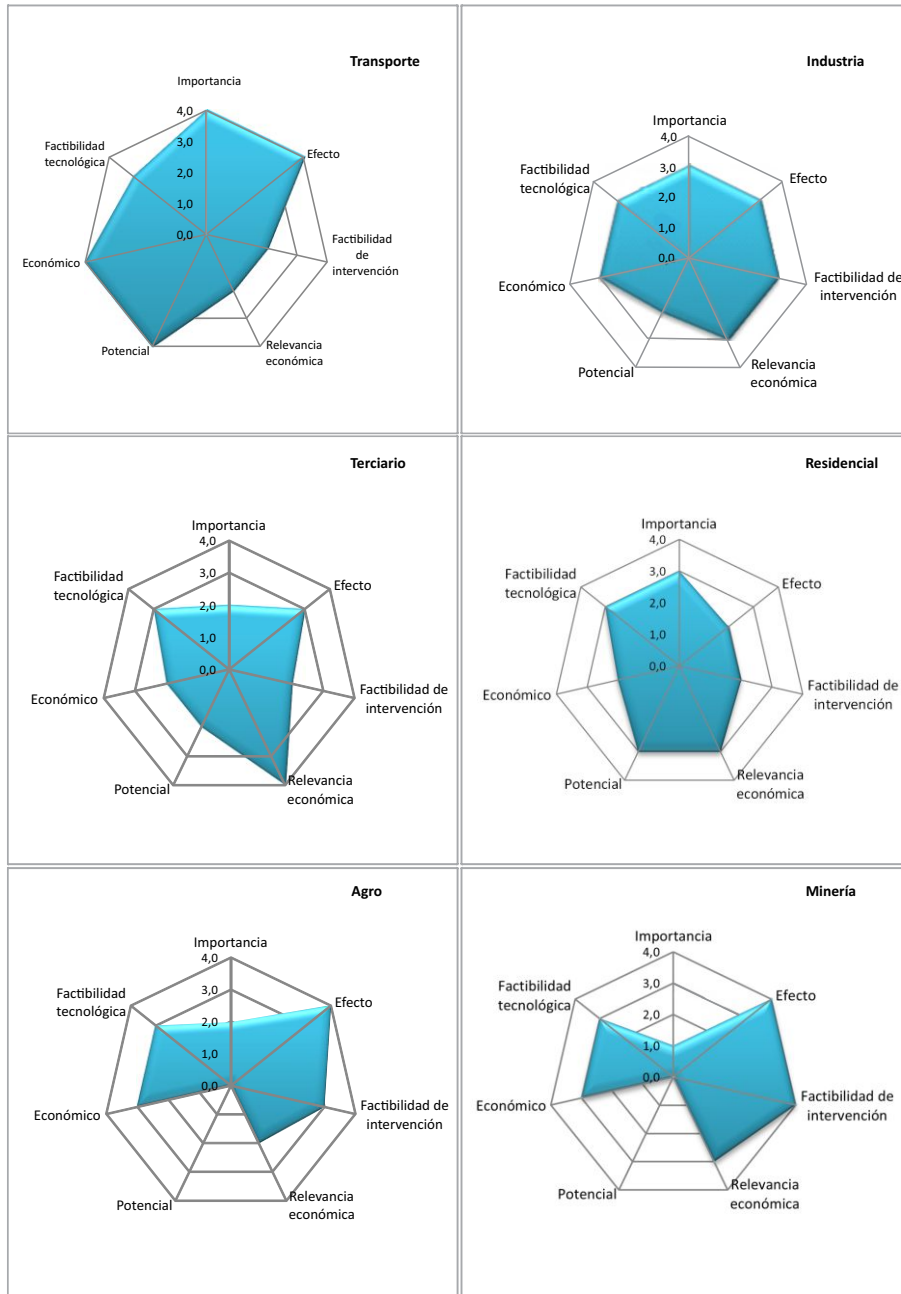 Transporte
Importancia
4,0
3,0
2,0
1,0
0,0
Efecto
Factibilidad
de
intervención
Relevancia
económica
Potencial
Económico
Factibilidad
tecnológica
Industria
Importancia
4,0
3,0
2,0
1,0
0,0
Efecto
Factibilidad
de intervención
Relevancia
económica
Potencial
Económico
Factibilidad
tecnológica
Terciario
Importancia
4,0
3,0
2,0
1,0
0,0
Efecto
Factibilidad de
intervención
Relevancia
económica
Potencial
Económico
Factibilidad
tecnológica
Residencial
Importancia
4,0
3,0
2,0
1,0
0,0
Efecto
Factibilidad de
intervención
Relevancia
económica
Potencial
Económico
Factibilidad
tecnológica
Agro
Importancia
4,0
3,0
2,0
1,0
0,0
Efecto
Factibilidad de
intervención
Relevancia
económica
Potencial
Económico
Factibilidad
tecnológica
Minería
Importancia
4,0
3,0
2,0
1,0
0,0
Efecto
Factibilidad de
intervención
Relevancia
económica
Potencial
Económico
Factibilidad
tecnológica